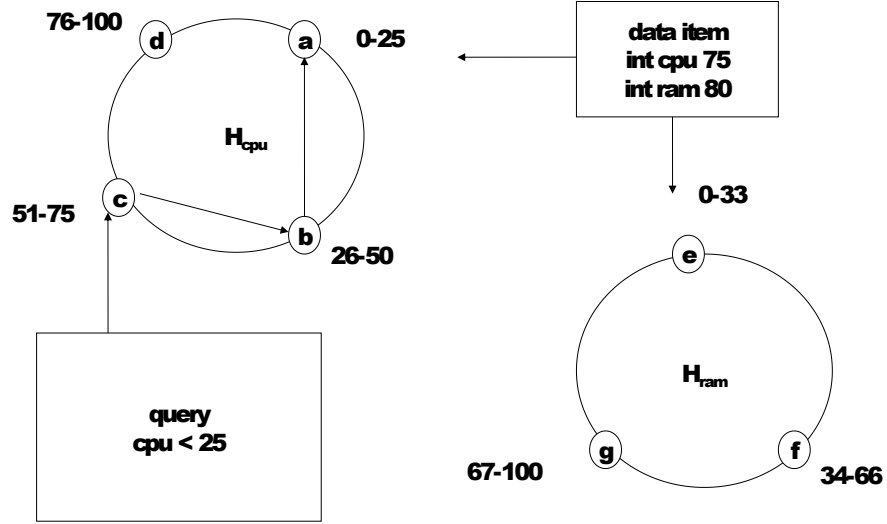 76-100
d
a
0-25
data item
int cpu 75
int ram 80
Hcpu
c
51-75
b
26-50
0-33
e
query
cpu < 25
Hram
g
f
67-100
34-66